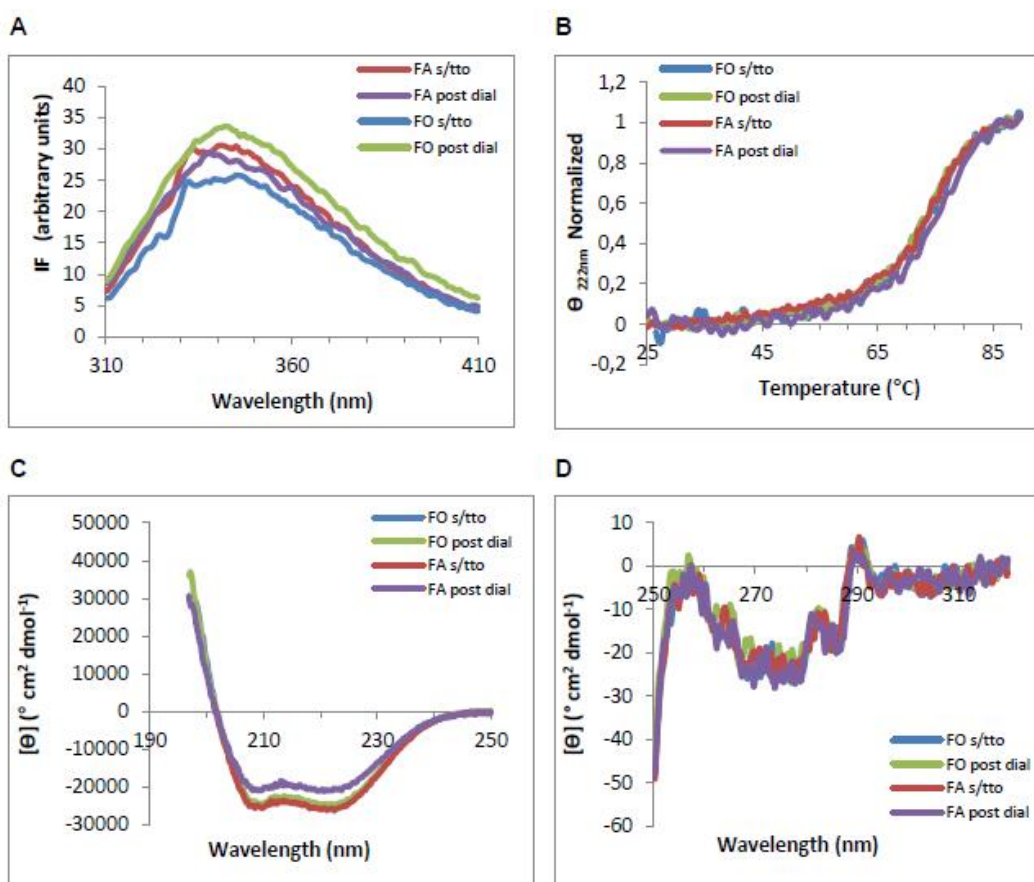 A
FA s/tto
FA post dial
FO s/tto
FO post dial
IF (arbitrary units)
40
35
30
25
20
15
10
5
0
310
360
410
Wavelength (nm)
B
FO s/tto
FO post dial
FA s/tto
FA post dial
Θ 222nm Normalized
1,2
1
0,8
0,6
0,4
0,2
0
-0,2
25
45
65
85
Temperature (°C)
C
FO s/tto
FO post dial
FA s/tto
FA post dial
[Θ] (° cm² dmol⁻¹)
50000
40000
30000
20000
10000
0
-10000
-20000
-30000
190
210
230
250
Wavelength (nm)
D
[Θ] (° cm² dmol⁻¹)
10
0
-10
-20
-30
-40
-50
-60
250
270
290
310
FO s/tto
FO post dial
FA s/tto
FA post dial
Wavelength (nm)